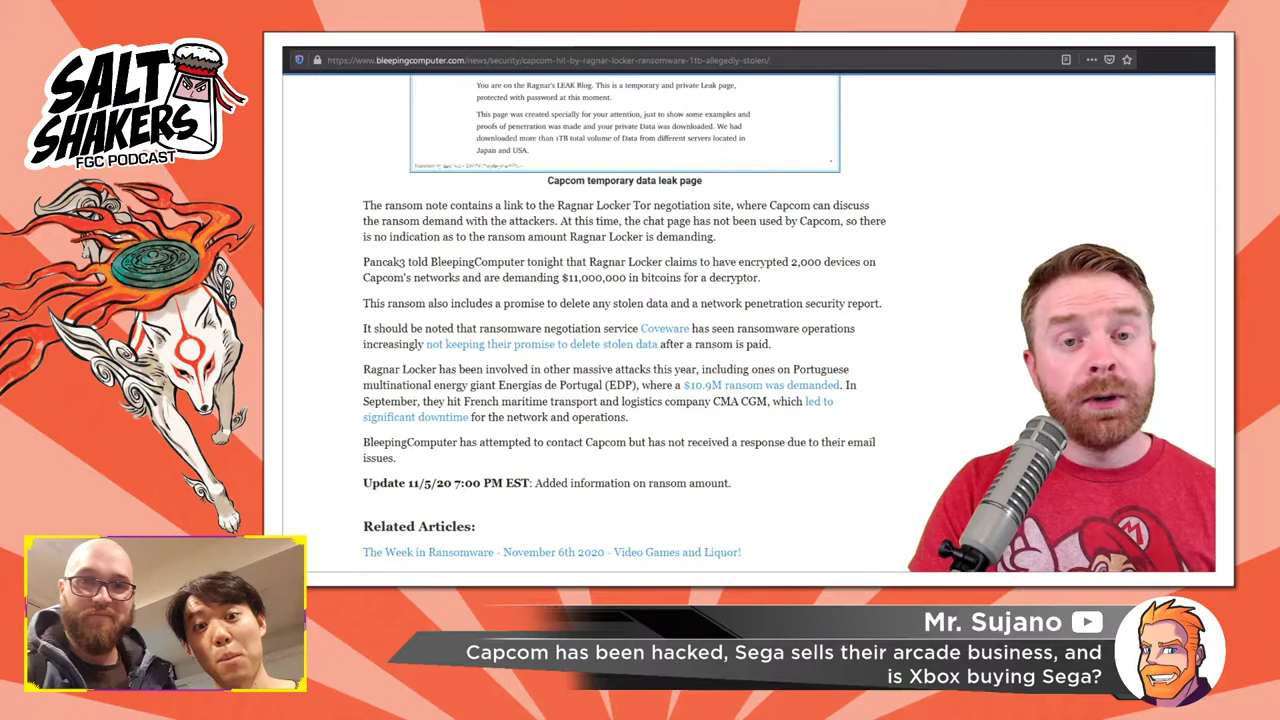 SALT
SHAKERS
FGC PODCAST
https://www.bleepingcomputer.com/news/security/capcom-hit-by-ragnar-locker-ransomware-1tb-allegedly-stolen/
You are on the Ragnar's LEAK Blog. This is a temporary and private Leak page,
protected with password at this moment.
This page was created specially for your attention, just to show some examples and
proofs of penetration was made and your private Data was downloaded. We had
downloaded more than 1TB total volume of Data from different servers located in
Japan and USA.
Capcom temporary data leak page
The ransom note contains a link to the Ragnar Locker Tor negotiation site, where Capcom can discuss
the ransom demand with the attackers. At this time, the chat page has not been used by Capcom, so there
is no indication as to the ransom amount Ragnar Locker is demanding.
Pancak3 told BleepingComputer tonight that Ragnar Locker claims to have encrypted 2,000 devices on
Capcom's networks and are demanding $11,000,000 in bitcoins for a decryptor.
This ransom also includes a promise to delete any stolen data and a network penetration security report.
It should be noted that ransomware negotiation service Coveware has seen ransomware operations
increasingly not keeping their promise to delete stolen data after a ransom is paid.
Ragnar Locker has been involved in other massive attacks this year, including ones on Portuguese
multinational energy giant Energias de Portugal (EDP), where a $10.9M ransom was demanded. In
September, they hit French maritime transport and logistics company CMA CGM, which led to
significant downtime for the network and operations.
BleepingComputer has attempted to contact Capcom but has not received a response due to their email
issues.
Update 11/5/20 7:00 PM EST: Added information on ransom amount.
Related Articles:
The Week in Ransomware - November 6th 2020 - Video Games and Liquor!
Mr. Sujano
Capcom has been hacked, Sega sells their arcade business, and
is Xbox buying Sega?